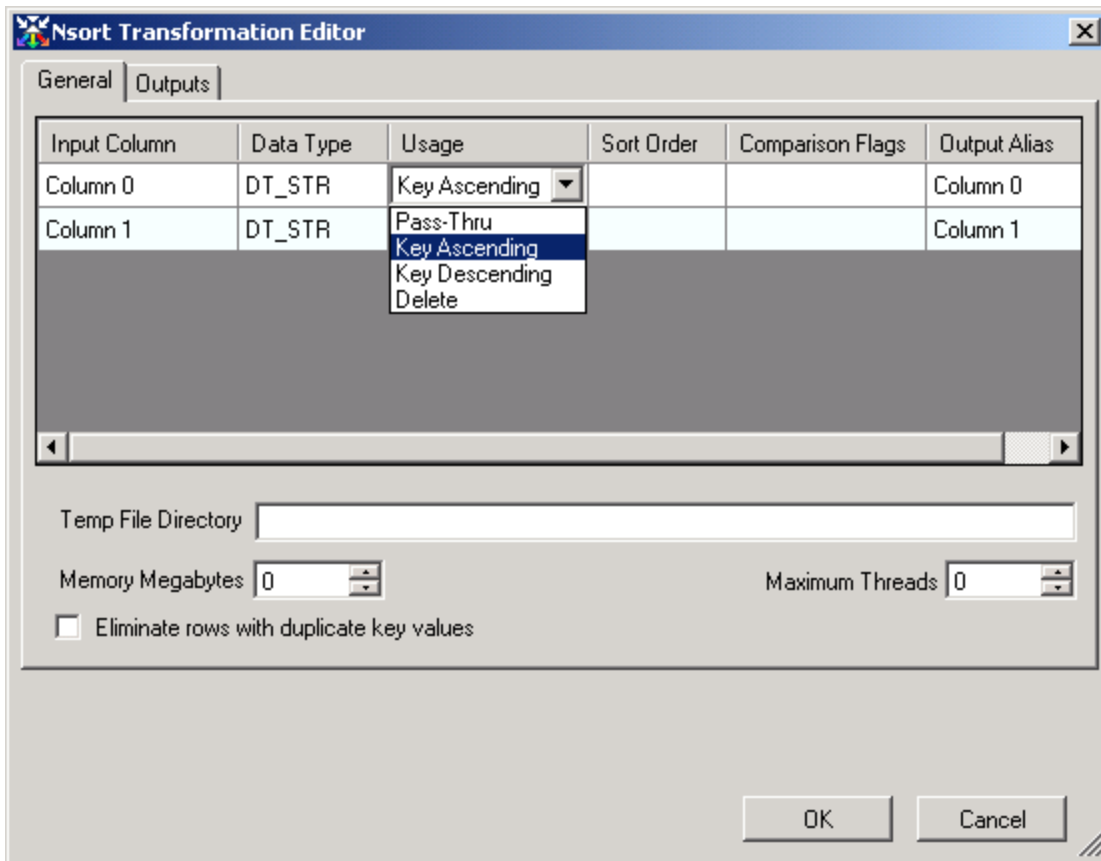 Nsort Transformation Editor
General Outputs
Input Column Data Type Usage Sort Order Comparison Flags Output Alias
Column 0 DT_STR Key Ascending Column 0
Column 1 DT_STR Pass-Thru Column 1
Key Ascending
Key Descending
Delete
Temp File Directory
Memory Megabytes 0 Maximum Threads 0
Eliminate rows with duplicate key values
OK Cancel